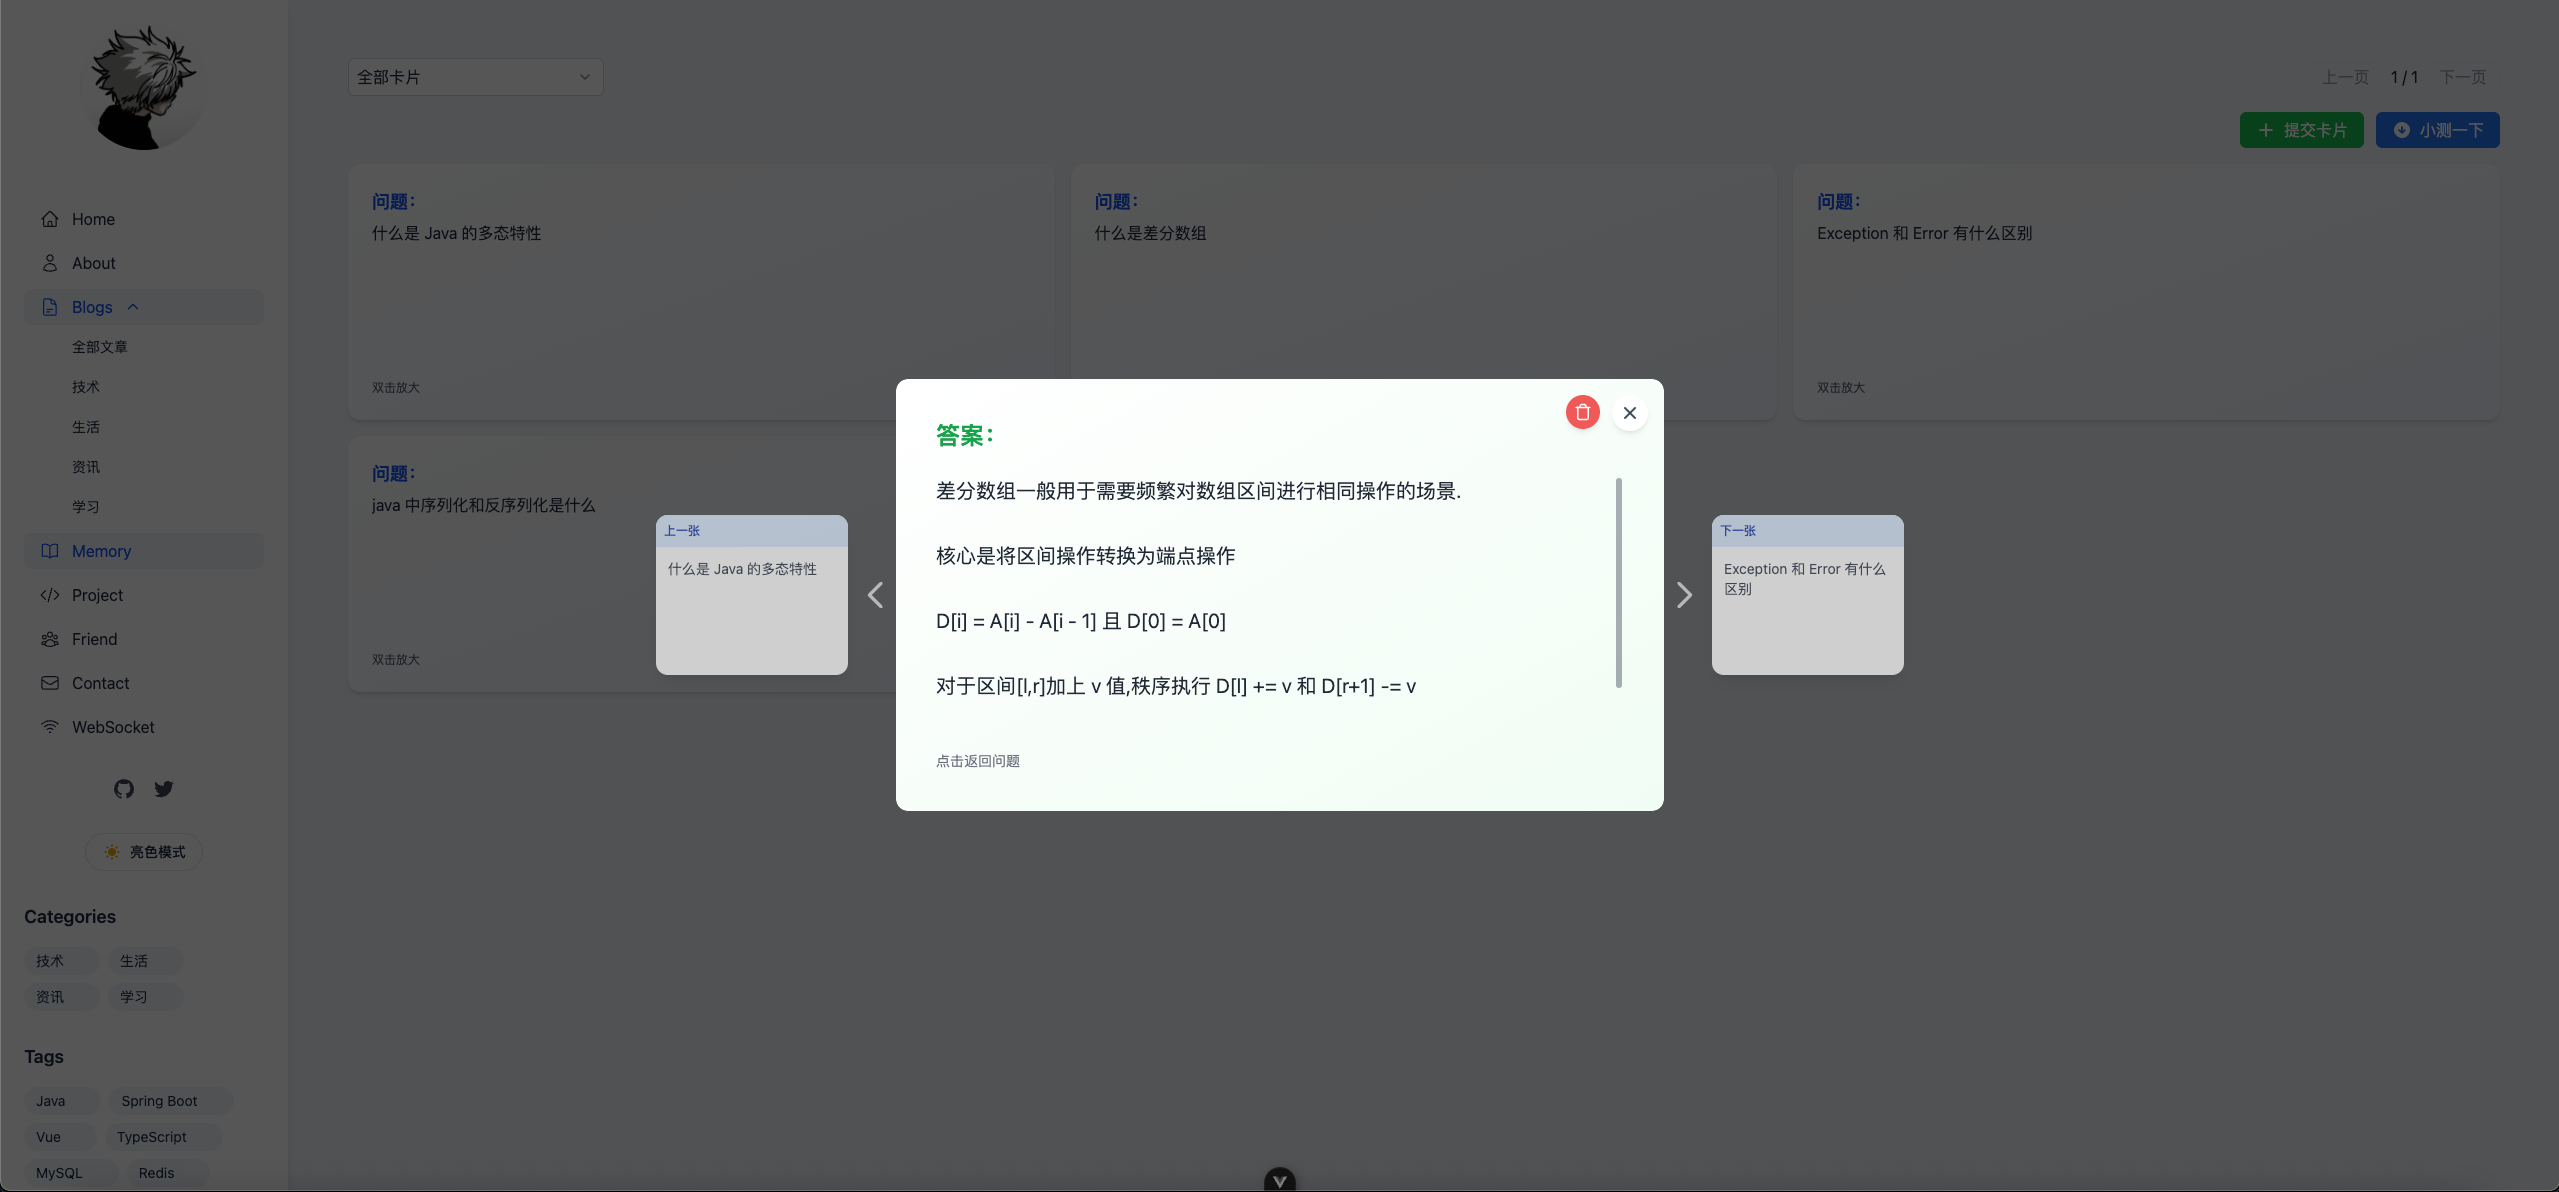 Home
About
Blogs
全部文章
技术
生活
资讯
学习
Memory
Project
Friend
Contact
WebSocket
亮色模式
Categories
技术 生活
资讯 学习
Tags
Java Spring Boot
Vue TypeScript
MySQL Redis
全部卡片
上一页 1 / 1 下一页
提交卡片 小测一下
问题：
什么是 Java 的多态特性
双击放大
问题：
什么是差分数组
问题：
Exception 和 Error 有什么区别
双击放大
问题：
java 中序列化和反序列化是什么
双击放大
上一张
什么是 Java 的多态特性
答案：
差分数组一般用于需要频繁对数组区间进行相同操作的场景.
核心是将区间操作转换为端点操作
D[i] = A[i] - A[i - 1] 且 D[0] = A[0]
对于区间[l,r]加上 v 值,秩序执行 D[l] += v 和 D[r+1] -= v
点击返回问题
下一张
Exception 和 Error 有什么
区别